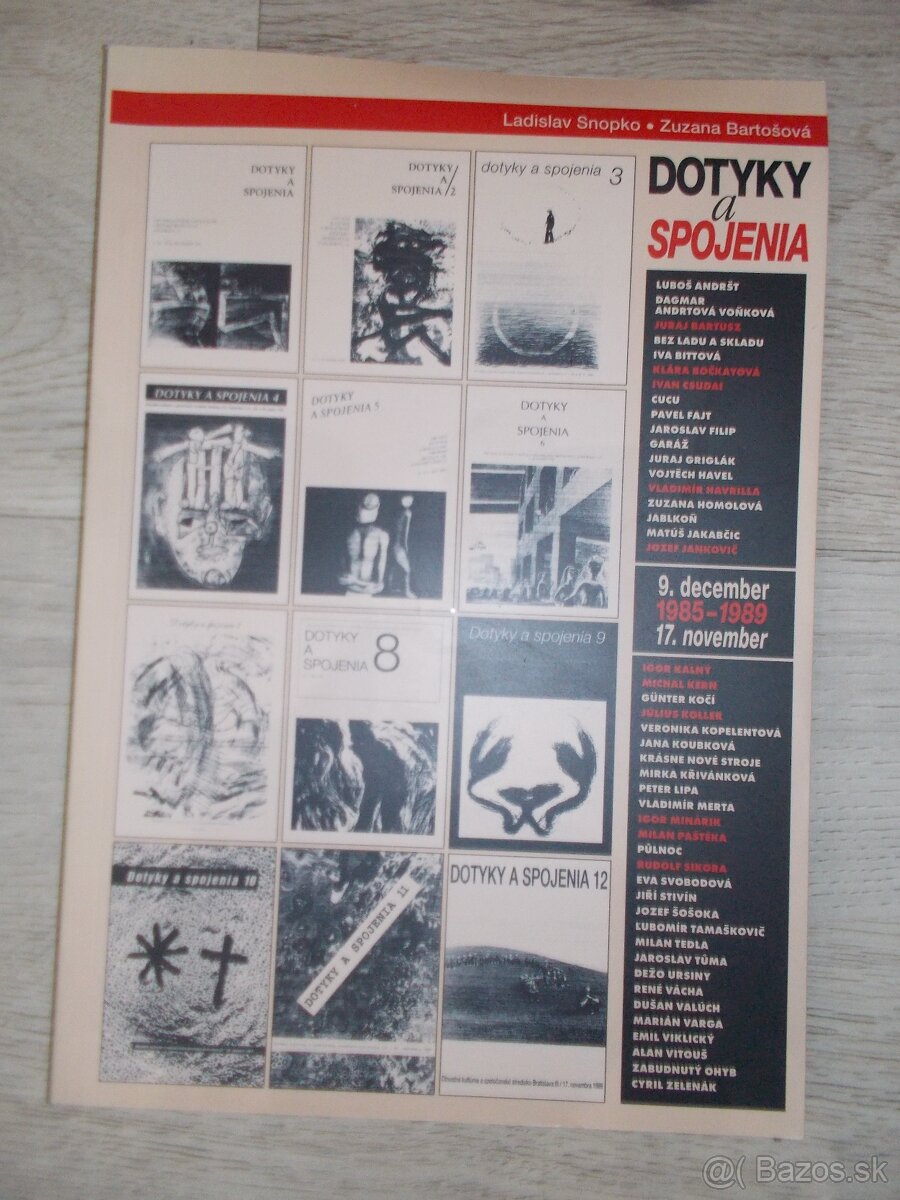 Ladislav Snopko • Zuzana Bartošová
DOTYKY
a
SPOJENIA
DOTYKY
A
SPOJENIA
DOTYKY
A
SPOJENIA/2
dotyky a spojenia 3
DOTYKY A SPOJENIA 4
DOTYKY
A SPOJENIA 5
DOTYKY
A
SPOJENIA
6
DOTYKY
A
SPOJENIA 8
Dotyky a spojenia 9
Dotyky a spojenia 10
DOTYKY A SPOJENIA 11
DOTYKY A SPOJENIA 12
LUBOŠ ANDRŠT
DAGMAR
ANDRTOVÁ VOŇKOVÁ
JURAJ BARTUSZ
BEZ LADU A SKLADU
IVA BITTOVÁ
KLÁRA BOČKAYOVÁ
IVAN CSUDAI
CUCU
PAVEL FAJT
JAROSLAV FILIP
GARÁŽ
JURAJ GRIGLÁK
VOJTĚCH HAVEL
VLADIMÍR HAVRILLA
ZUZANA HOMOLOVÁ
JABLKOŇ
MATÚŠ JAKABČIC
JOZEF JANKOVIČ
9. december
1985–1989
17. november
IGOR KALNÝ
MICHAL KERN
GÜNTER KOČÍ
JÚLIUS KOLLER
VERONIKA KOPELENTOVÁ
JANA KOUBKOVÁ
KRÁSNE NOVÉ STROJE
MIRKA KŘIVÁNKOVÁ
PETER LIPA
VLADIMÍR MERTA
IGOR MINÁRIK
MILAN PAŠTÉKA
PŮLNOC
RUDOLF SIKORA
EVA SVOBODOVÁ
JIŘÍ STIVÍN
JOZEF ŠOŠOKA
ĽUBOMÍR TAMAŠKOVIČ
MILAN TEDLA
JAROSLAV TŮMA
DEŽO URSINY
RENÉ VÁCHA
DUŠAN VALÚCH
MARIÁN VARGA
EMIL VIKLICKÝ
ALAN VITOUŠ
ZABUDNUTÝ OHYB
CYRIL ZELENÁK
@( Bazos.sk